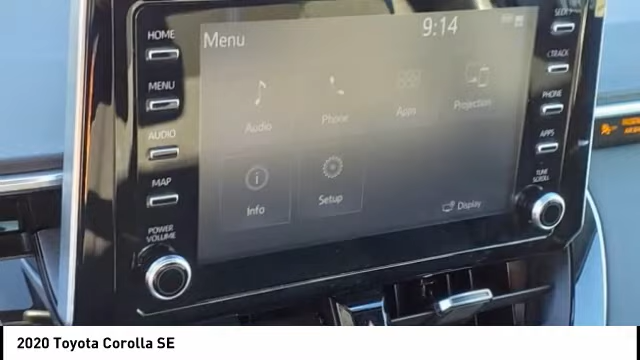 HOME
MENU
AUDIO
MAP
POWER
VOLUME
Menu
9:14
Audio
Phone
Apps
Projection
Info
Setup
Display
SEEK>
<TRACK
PHONE
APPS
TUNE
SCROLL
2020 Toyota Corolla SE